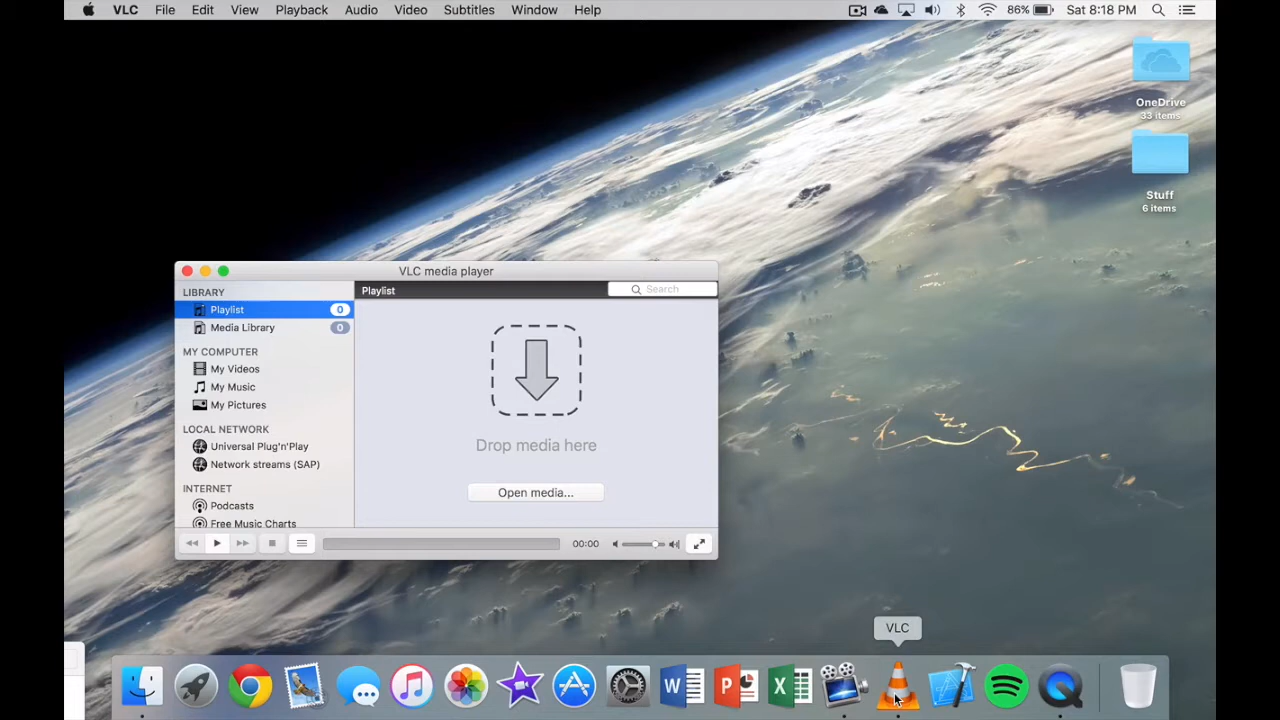 VLC File Edit View Playback Audio Video Subtitles Window Help 86% Sat 8:18 PM
OneDrive
33 items
Stuff
6 items
VLC media player
LIBRARY
Playlist 0
Media Library 0
MY COMPUTER
My Videos
My Music
My Pictures
LOCAL NETWORK
Universal Plug'n'Play
Network streams (SAP)
INTERNET
Podcasts
Free Music Charts
Playlist
Search
Drop media here
Open media...
00:00
VLC